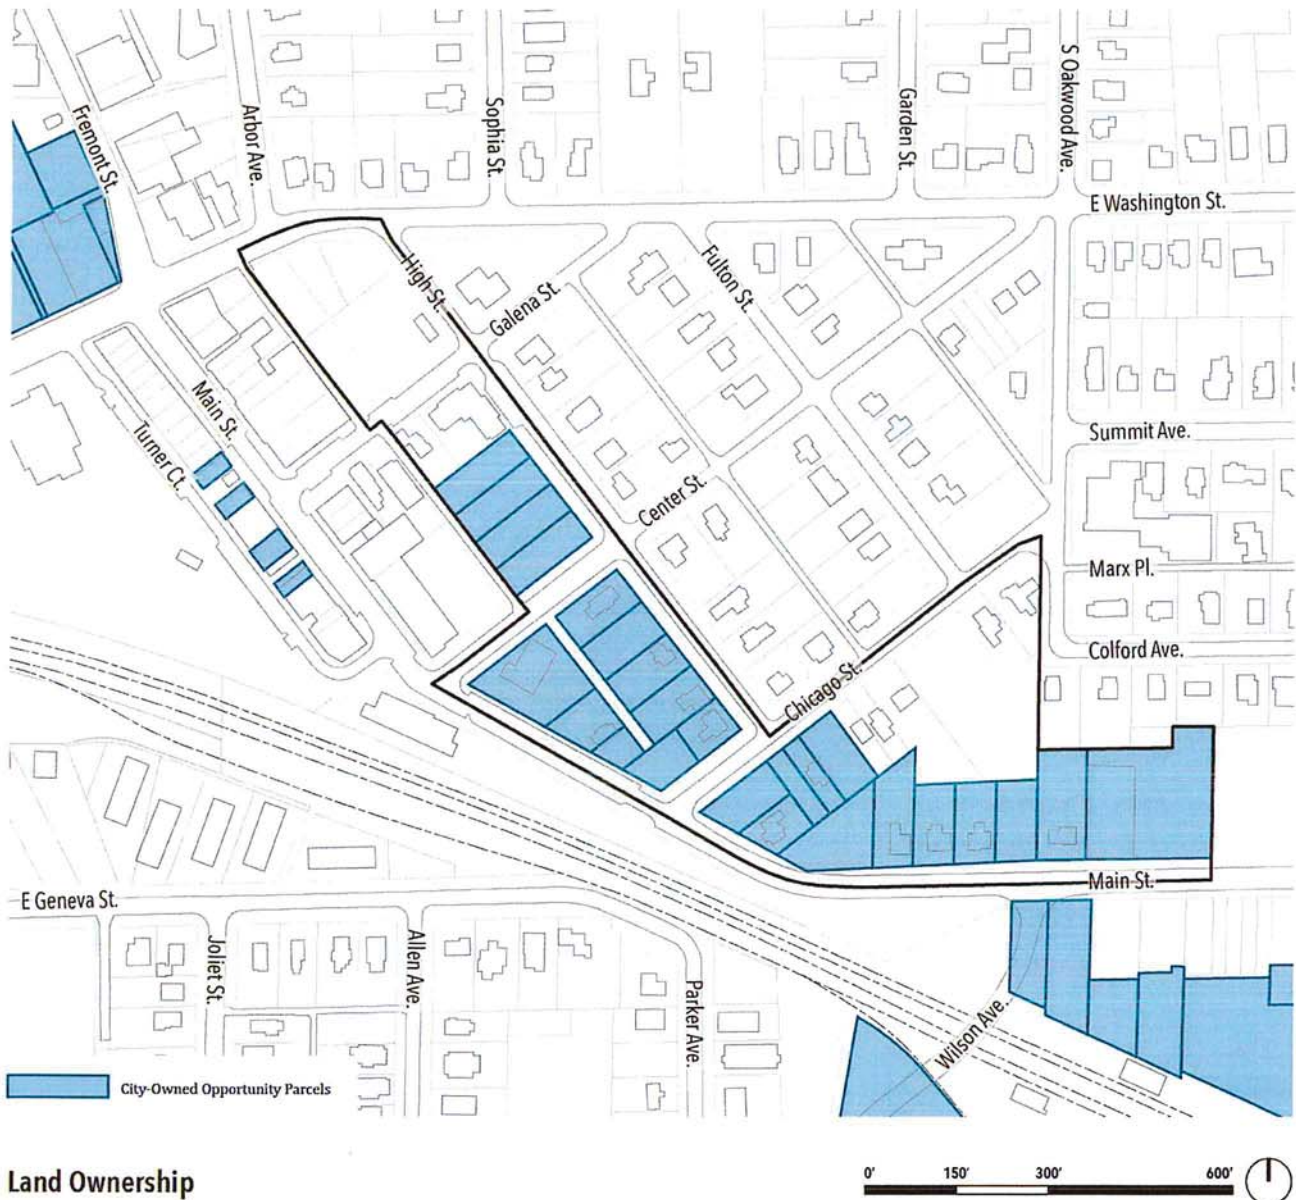 Fremont St.
Arbor Ave.
Sophia St.
Garden St.
S Oakwood Ave.
E Washington St.
High St.
Galena St.
Fulton St.
Main St.
Turner Ct.
Summit Ave.
Center St.
Marx Pl.
Colford Ave.
Chicago St.
Main St.
E Geneva St.
Joliet St.
Allen Ave.
Parker Ave.
Wilson Ave.
City-Owned Opportunity Parcels
Land Ownership
0' 150' 300' 600'